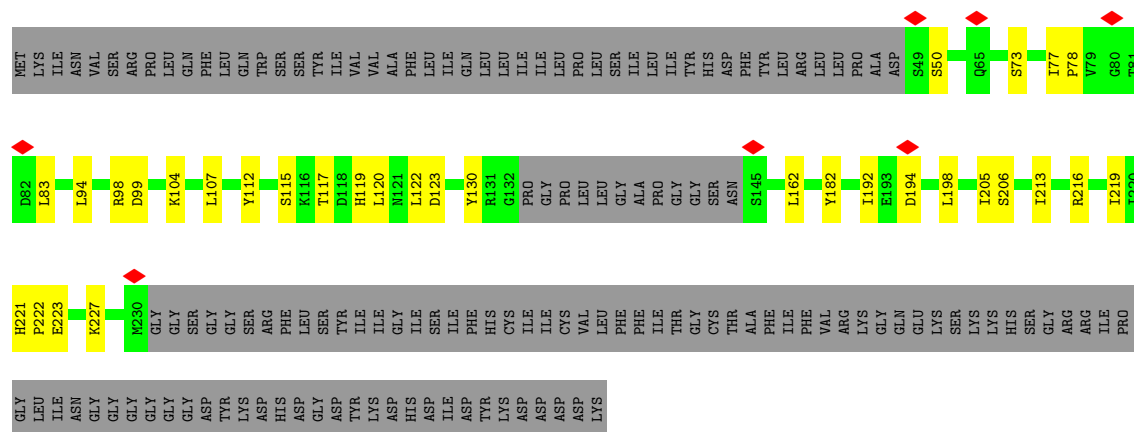 MET LYS ILE ASN VAL SER ARG PRO LEU GLN PHE LEU GLN TRP SER SER TYR ILE VAL VAL ALA PHE LEU ILE GLN LEU LEU ILE ILE LEU PRO LEU SER ILE LEU ILE TYR HIS ASP PHE TYR LEU ARG LEU LEU PRO ALA ASP S49 S50 Q65 S73 I77 P78 V79 G80 T81
D82 L83 L94 R98 D99 K104 L107 Y112 S115 K116 T117 D118 H119 L120 N121 L122 D123 Y130 R131 G132 PRO GLY PRO LEU LEU GLY ALA PRO GLY GLY SER ASN S145 L162 Y182 I192 E193 D194 L198 I205 S206 I213 R216 I219 I220
H221 P222 E223 K227 M230 GLY GLY SER GLY GLY SER ARG PHE LEU SER TYR ILE ILE GLY ILE SER ILE PHE HIS CYS ILE ILE CYS VAL LEU PHE PHE ILE THR GLY CYS THR ALA PHE ILE PHE VAL ARG LYS GLY GLN GLU LYS SER LYS LYS HIS SER GLY ARG ARG ILE PRO
GLY LEU ILE ASN GLY GLY GLY GLY GLY GLY ASP TYR LYS ASP HIS ASP GLY ASP TYR LYS ASP HIS ASP ILE ASP TYR LYS ASP ASP ASP ASP LYS